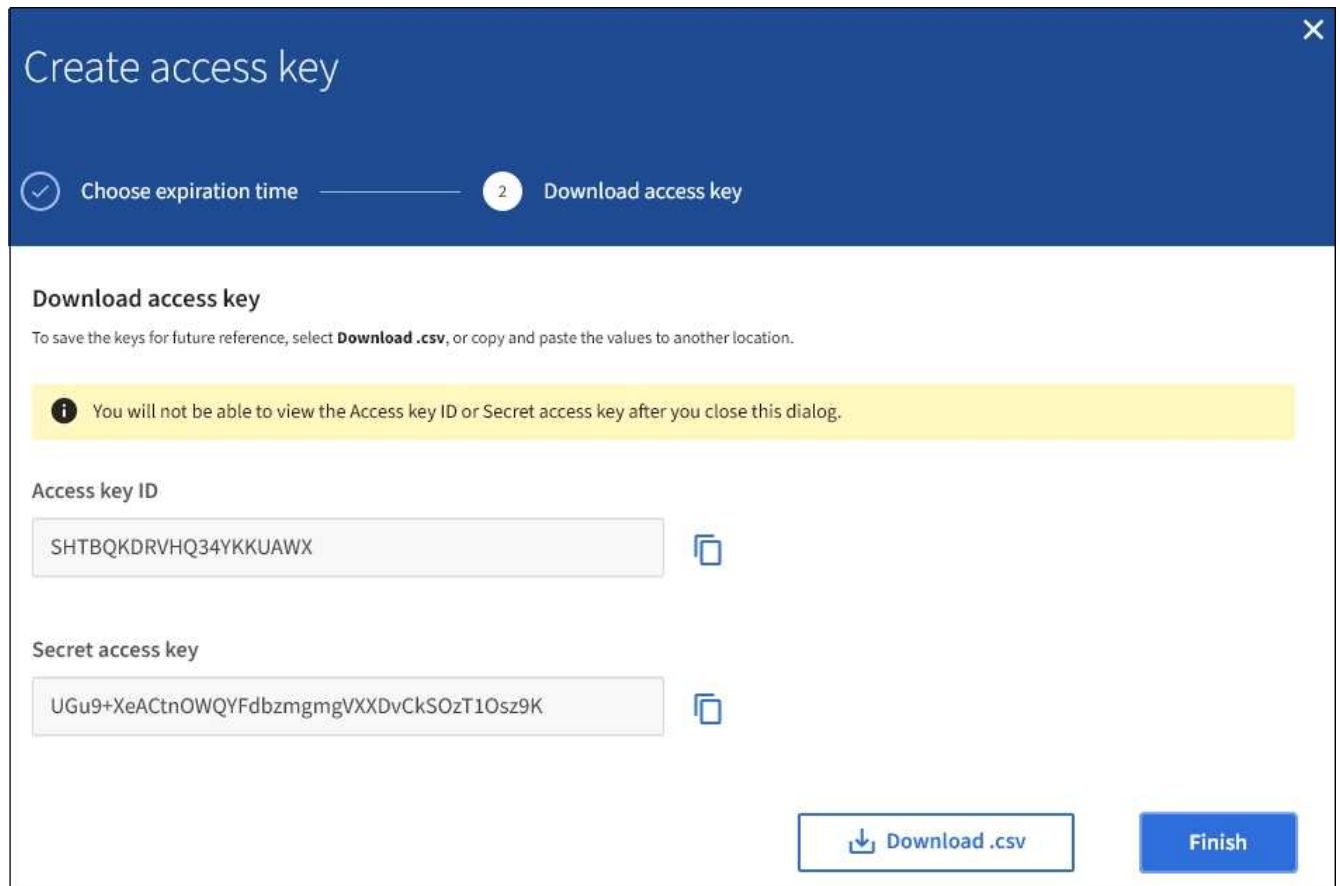 Create access key
Choose expiration time
2
Download access key
Download access key
To save the keys for future reference, select Download .csv, or copy and paste the values to another location.
You will not be able to view the Access key ID or Secret access key after you close this dialog.
Access key ID
SHTBQKDRVHQ34YKKUAWX
Secret access key
UGu9+XeACtnOWQYFdbzmgmgVXXDvCkSOzT1Osz9K
Download .csv
Finish